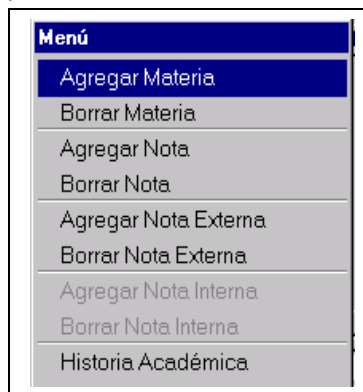 Menú
Agregar Materia
Borrar Materia
Agregar Nota
Borrar Nota
Agregar Nota Externa
Borrar Nota Externa
Agregar Nota Interna
Borrar Nota Interna
Historia Académica